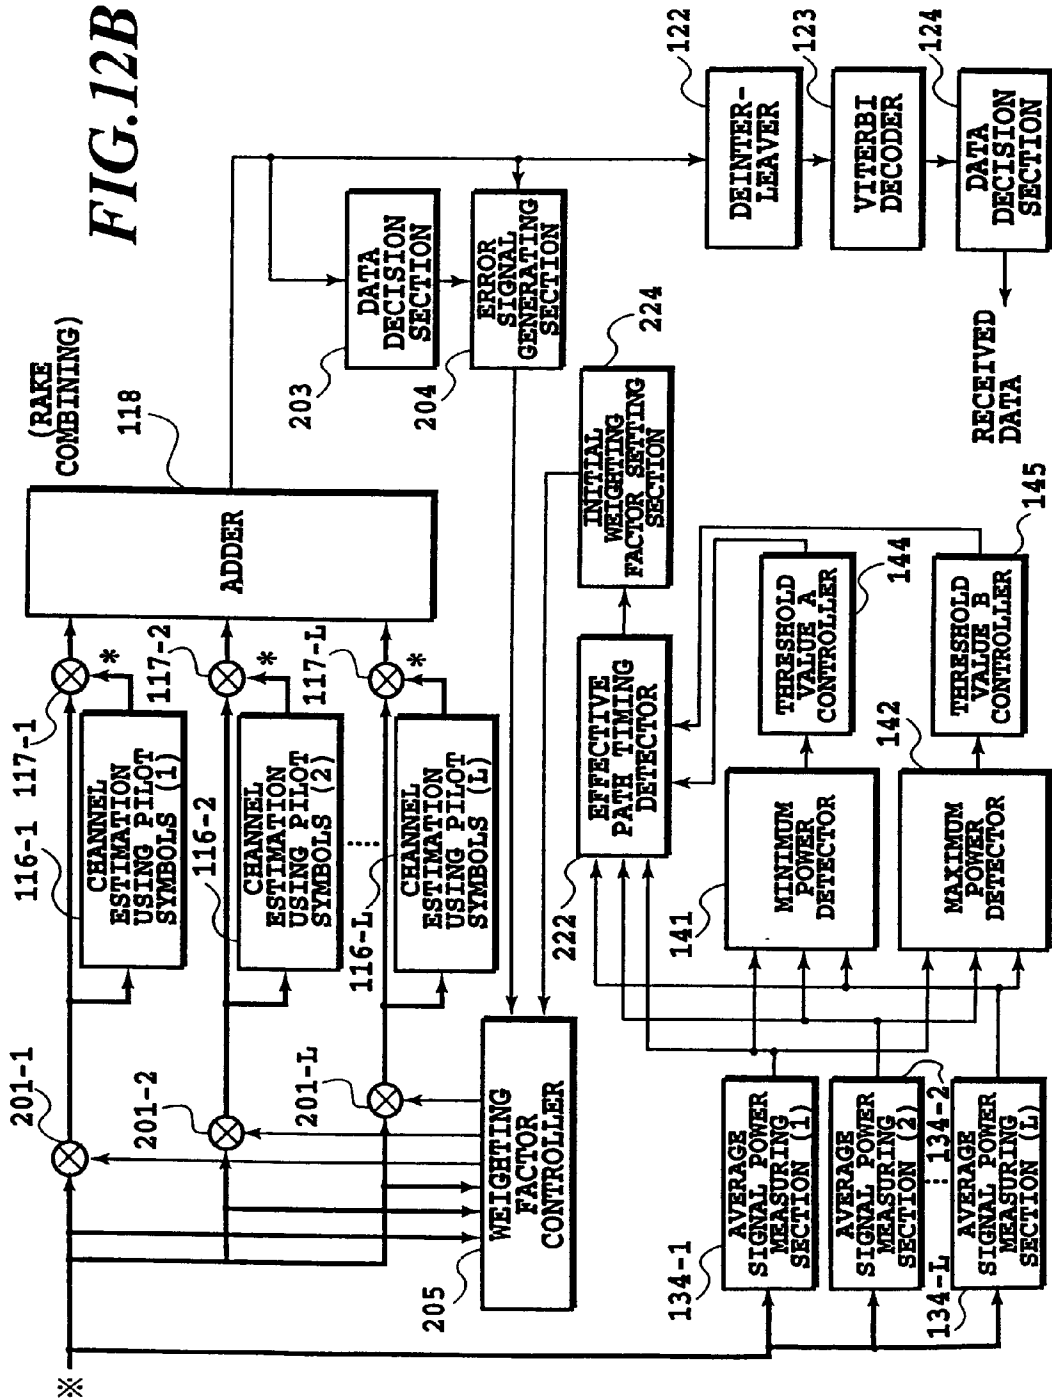 FIG.12B
(RAKE
COMBINING)
118
ADDER
117-1
117-2
117-L
*
*
*
116-1
CHANNEL
ESTIMATION
USING PILOT
SYMBOLS (1)
116-2
CHANNEL
ESTIMATION
USING PILOT
SYMBOLS (2)
116-L
CHANNEL
ESTIMATION
USING PILOT
SYMBOLS (L)
201-1
201-2
201-L
WEIGHTING
FACTOR
CONTROLLER
205
※
203
DATA
DECISION
SECTION
204
ERROR
SIGNAL
GENERATING
SECTION
224
INITIAL
WEIGHTING
FACTOR SETTING
SECTION
222
EFFECTIVE
PATH TIMING
DETECTOR
122
DEINTER-
LEAVER
123
VITERBI
DECODER
124
DATA
DECISION
SECTION
RECEIVED
DATA
144
THRESHOLD
VALUE A
CONTROLLER
145
THRESHOLD
VALUE B
CONTROLLER
141
MINIMUM
POWER
DETECTOR
142
MAXIMUM
POWER
DETECTOR
134-1
AVERAGE
SIGNAL POWER
MEASURING
SECTION (1)
134-2
AVERAGE
SIGNAL POWER
MEASURING
SECTION (2)
134-L
AVERAGE
SIGNAL POWER
MEASURING
SECTION (L)